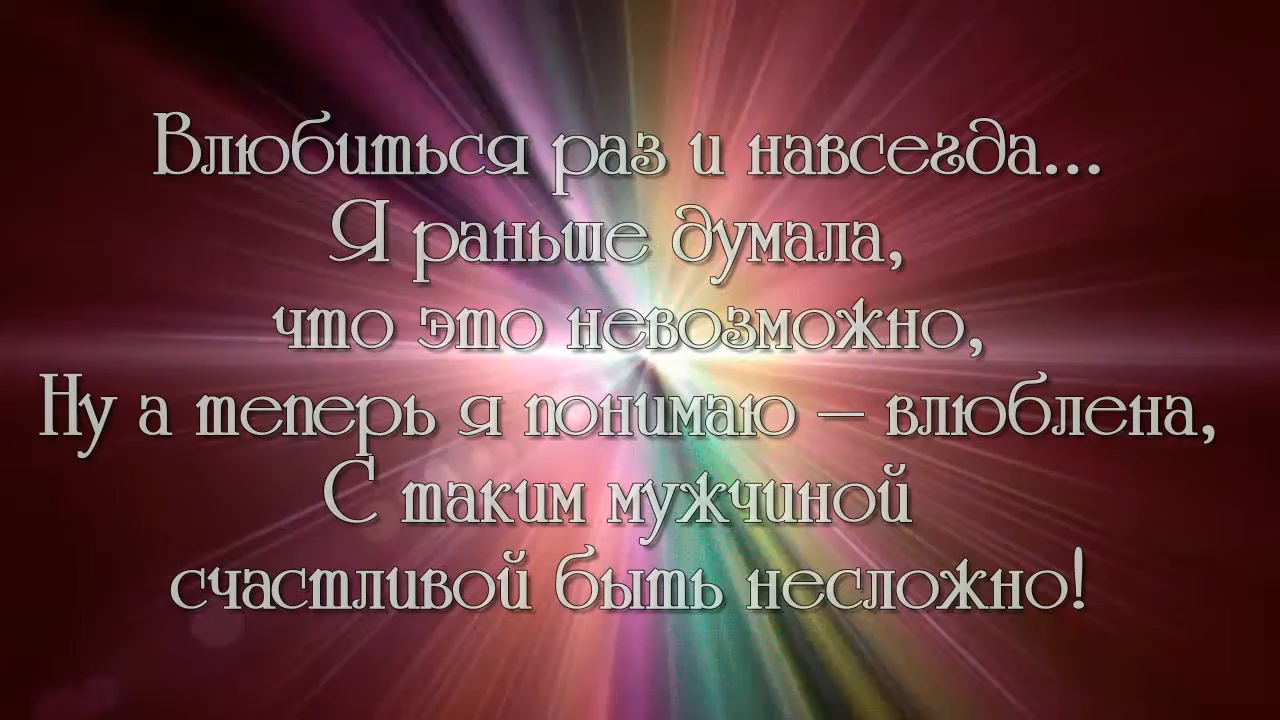 Влюбиться раз и навсегда...
Я раньше думала,
что это невозможно,
Ну а теперь я понимаю – влюблена,
С таким мужчиной
счастливой быть несложно!